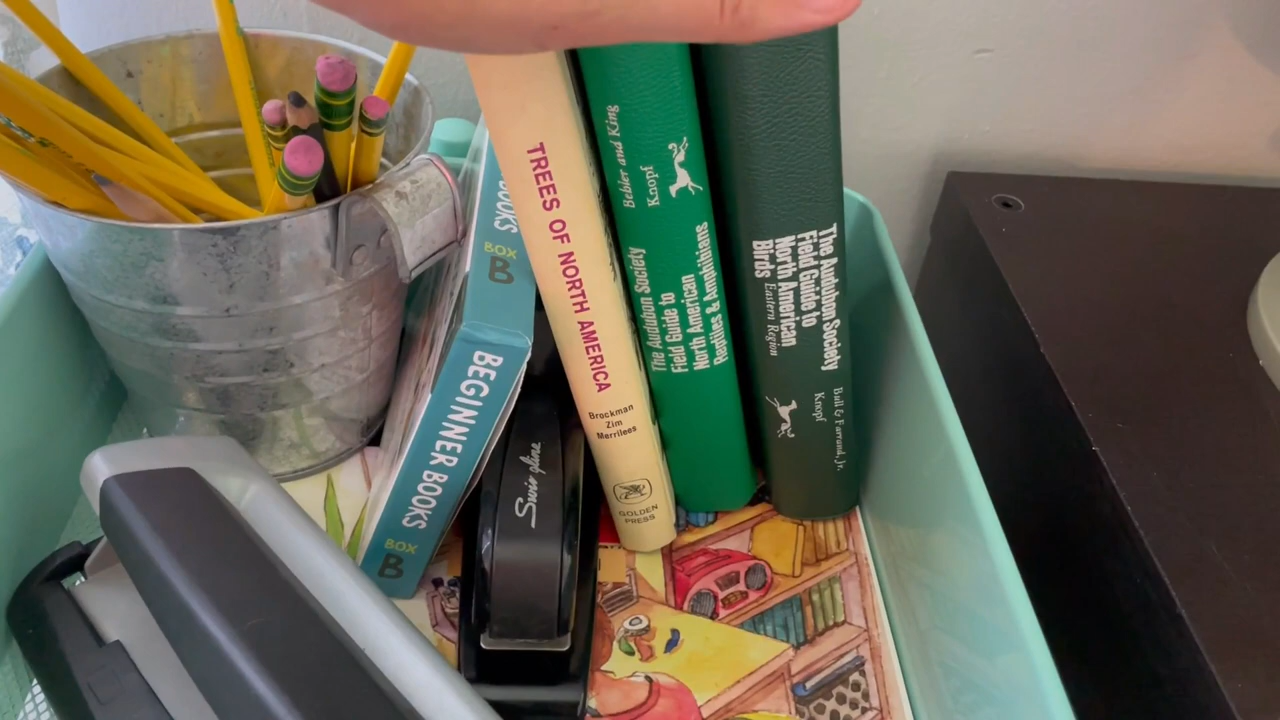 BOOKS
BOX
B
BEGINNER BOOKS
BOX
B
Swingline
TREES OF NORTH AMERICA
Brockman
Zim
Merrilees
GOLDEN
PRESS
Behler and King
Knopf
The Audubon Society
Field Guide to
North American
Reptiles & Amphibians
The Audubon Society
Field Guide to
North American
Birds Eastern Region
Bull & Farrand, Jr.
Knopf